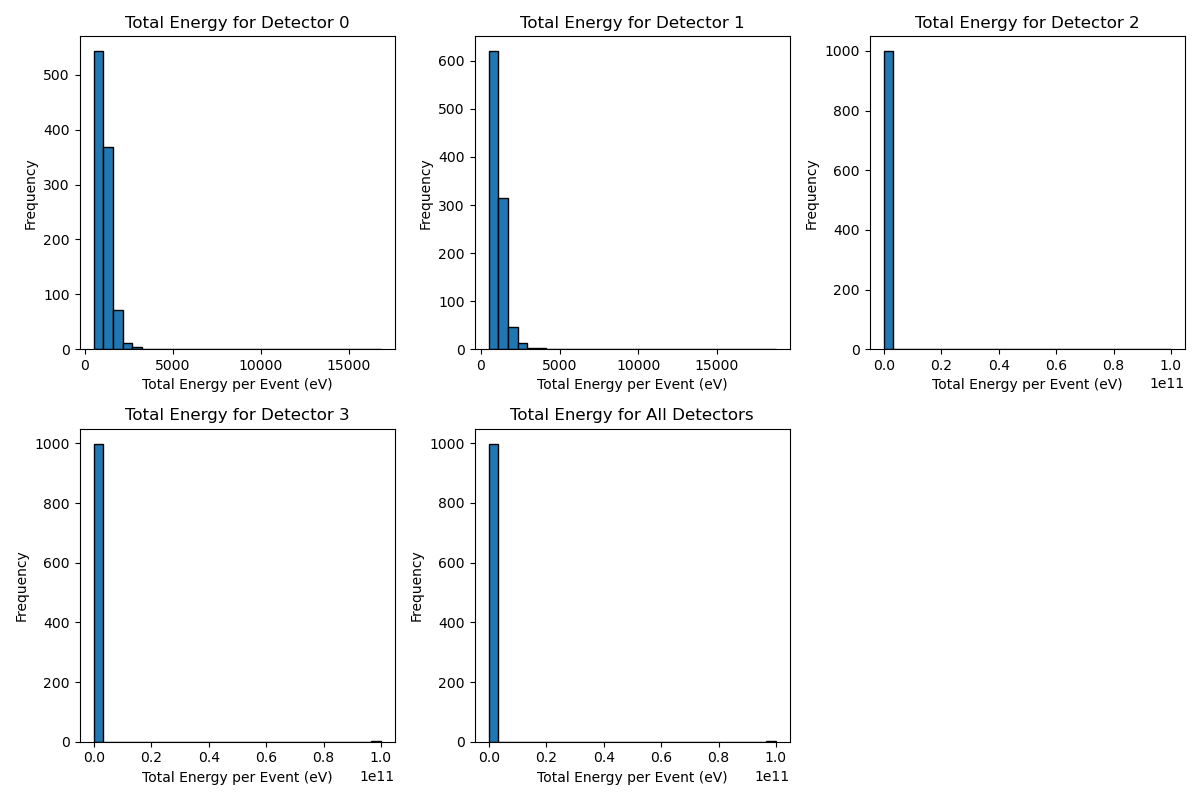 Total Energy for Detector 0
Frequency
500
400
300
200
100
0
0 5000 10000 15000
Total Energy per Event (eV)
Total Energy for Detector 1
Frequency
600
500
400
300
200
100
0
0 5000 10000 15000
Total Energy per Event (eV)
Total Energy for Detector 2
Frequency
1000
800
600
400
200
0
0.0 0.2 0.4 0.6 0.8 1.0
1e11
Total Energy per Event (eV)
Total Energy for Detector 3
Frequency
1000
800
600
400
200
0
0.0 0.2 0.4 0.6 0.8 1.0
1e11
Total Energy per Event (eV)
Total Energy for All Detectors
Frequency
1000
800
600
400
200
0
0.0 0.2 0.4 0.6 0.8 1.0
1e11
Total Energy per Event (eV)